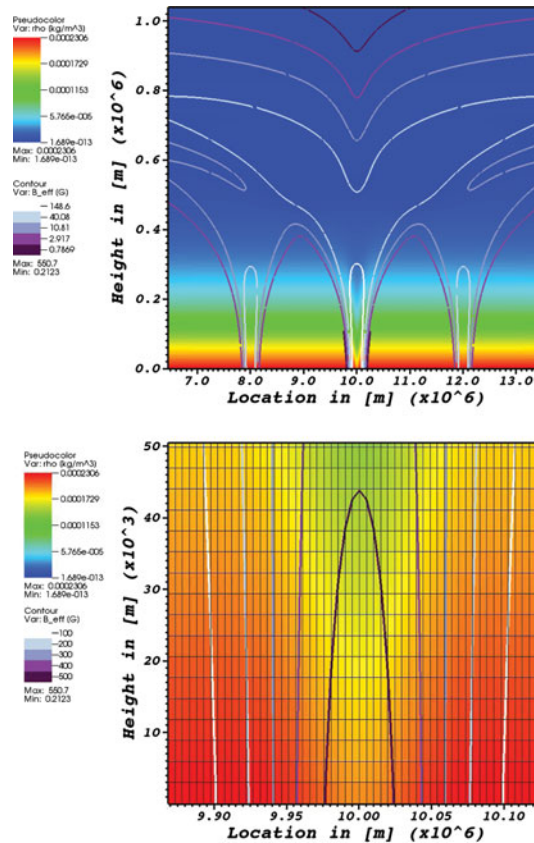 Pseudocolor
Var: rho (kg/m^3)
0.0002306
0.0001729
0.0001153
5.765e-005
1.689e-013
Max: 0.0002306
Min: 1.689e-013
Contour
Var: B_eff (G)
148.6
40.08
10.81
2.917
0.7869
Max: 550.7
Min: 0.2123
Height in [m] (x10^6)
1.0
0.8
0.6
0.4
0.2
0.0
7.0 8.0 9.0 10.0 11.0 12.0 13.0
Location in [m] (x10^6)
Pseudocolor
Var: rho (kg/m^3)
0.0002306
0.0001729
0.0001153
5.765e-005
1.689e-013
Max: 0.0002306
Min: 1.689e-013
Contour
Var: B_eff (G)
100
200
300
400
500
Max: 550.7
Min: 0.2123
Height in [m] (x10^3)
50
40
30
20
10
9.90 9.95 10.00 10.05 10.10
Location in [m] (x10^6)